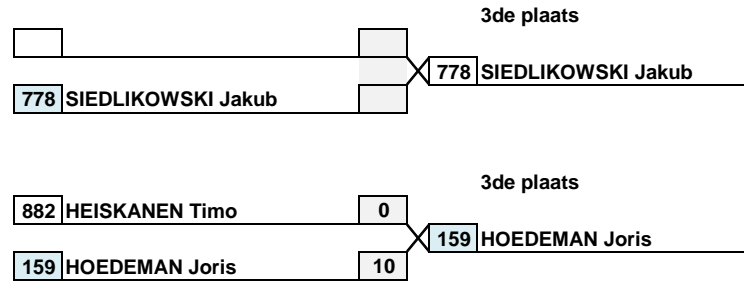 3de plaats
778 SIEDLIKOWSKI Jakub
778 SIEDLIKOWSKI Jakub
3de plaats
882 HEISKANEN Timo 0
159 HOEDEMAN Joris
159 HOEDEMAN Joris 10